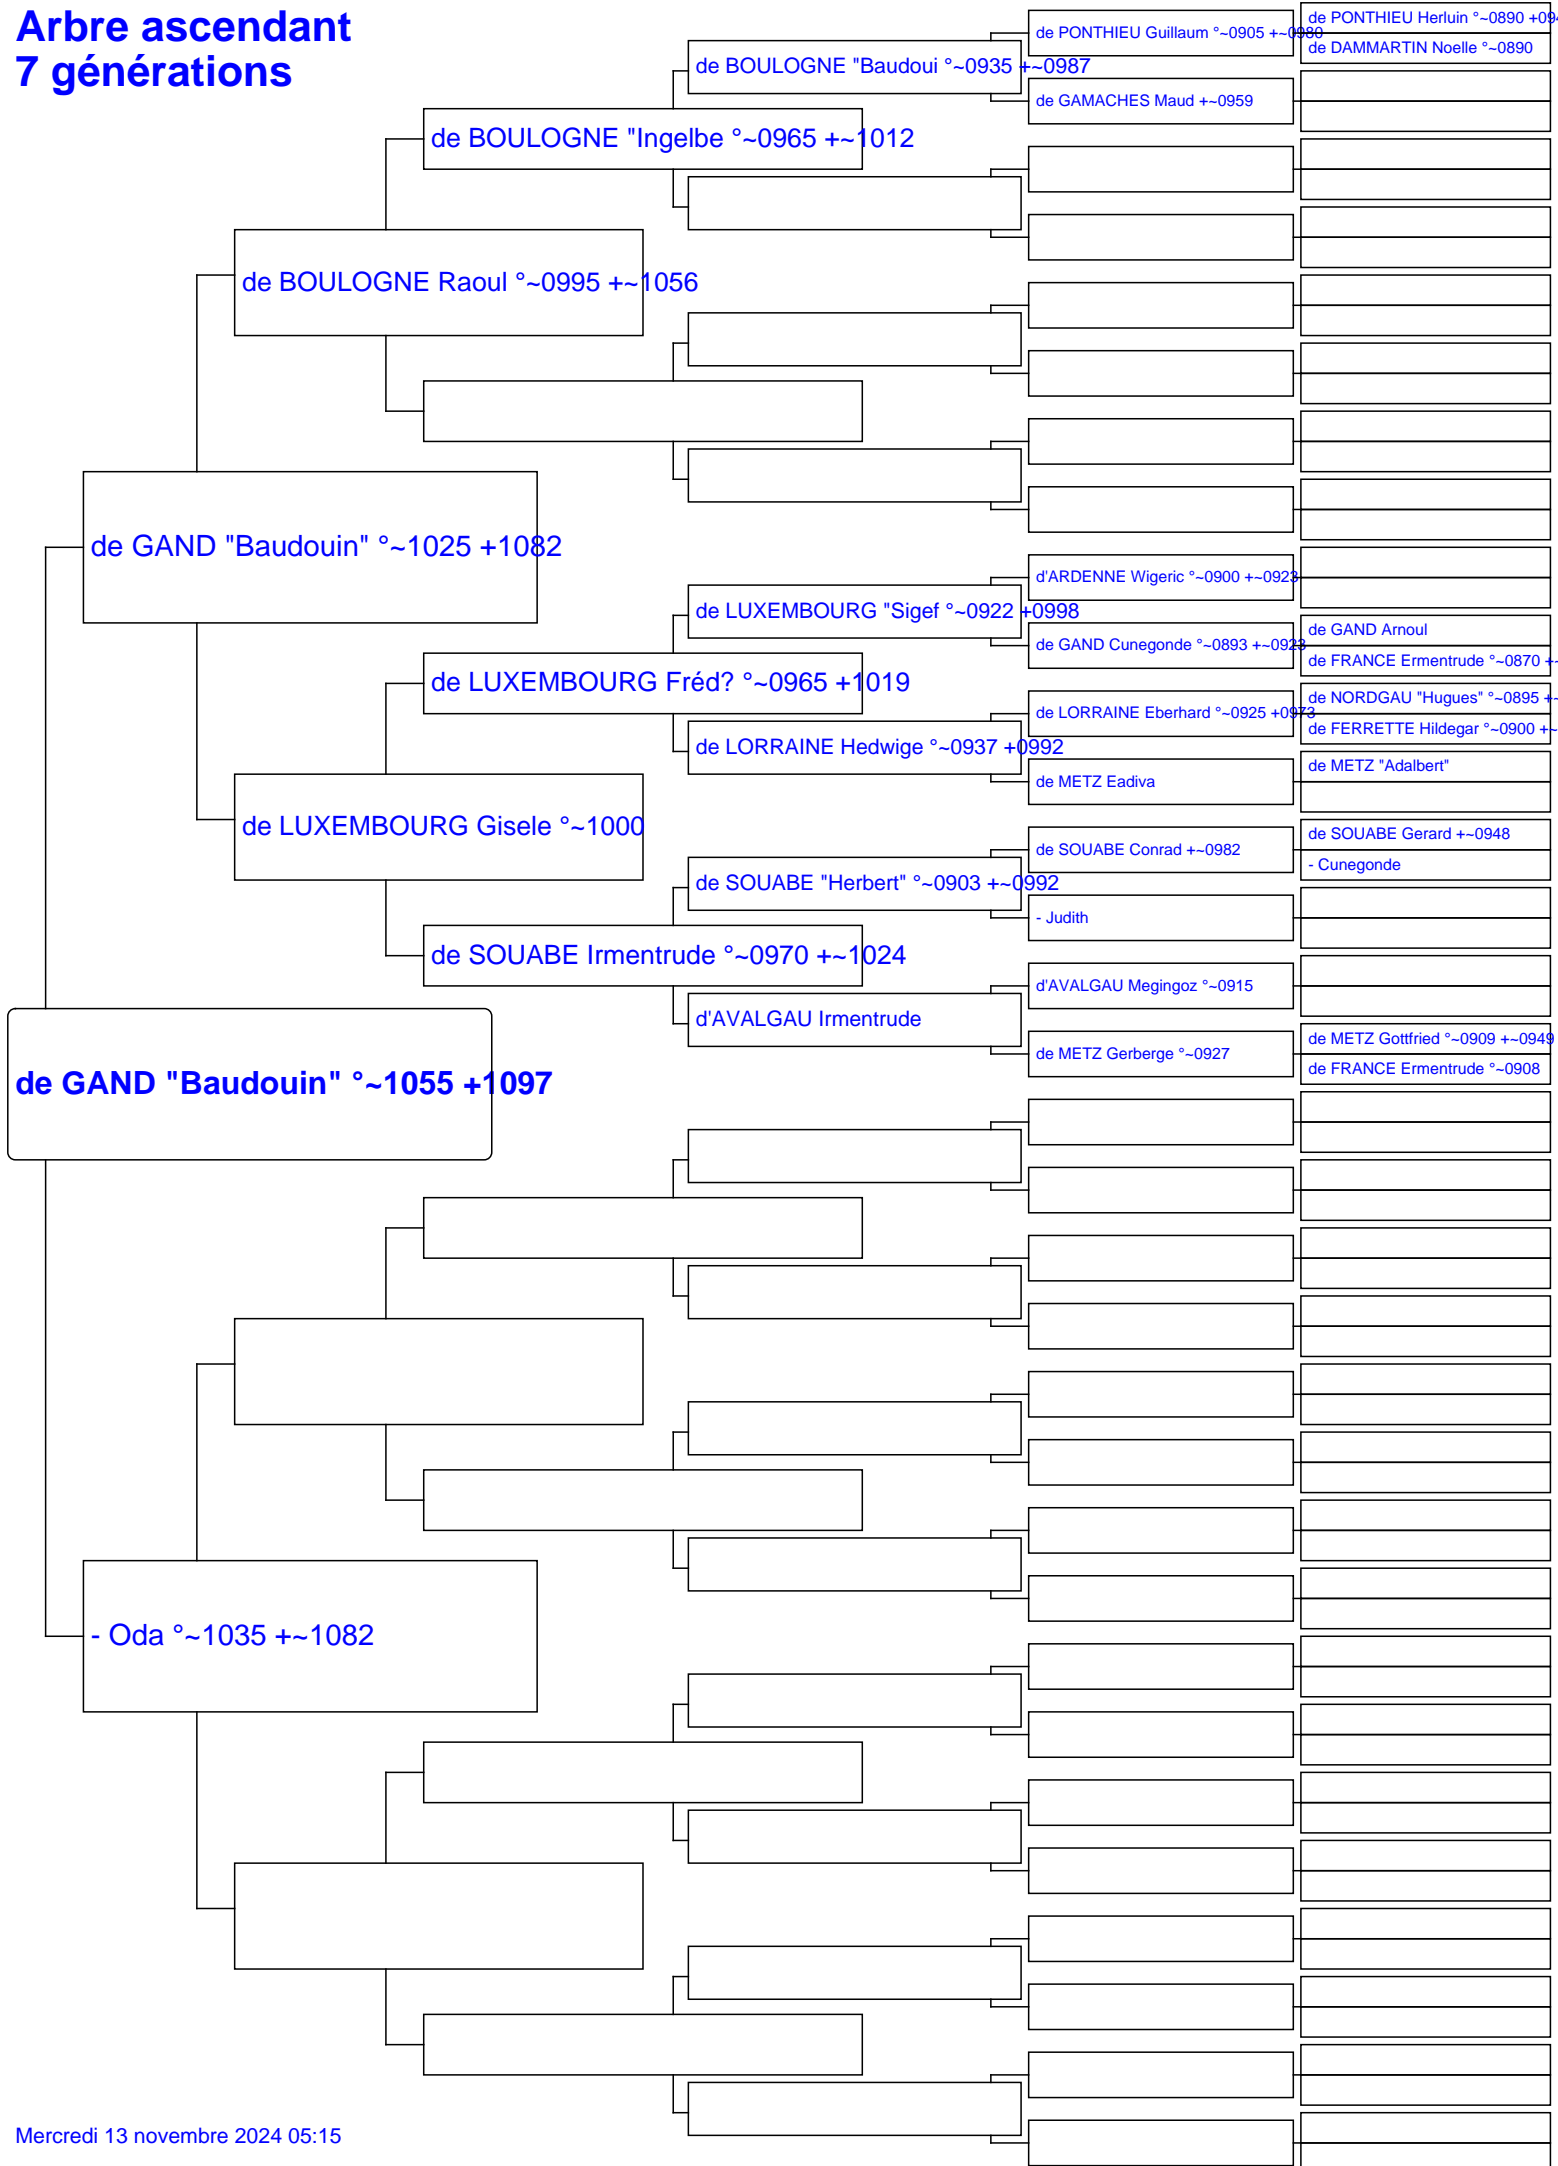 Arbre ascendant
7 générations
de PONTHIEU Herluin °~0890 +
de PONTHIEU Guillaum °~0905 +~0980
de DAMMARTIN Noelle °~0890
de BOULOGNE "Baudoui °~0935 +~0987
de GAMACHES Maud +~0959
de BOULOGNE "Ingelbe °~0965 +~1012
de BOULOGNE Raoul °~0995 +~1056
de GAND "Baudouin" °~1025 +1082
d'ARDENNE Wigeric °~0900 +~0923
de LUXEMBOURG "Sigef °~0922 +0998
de GAND Arnoul
de GAND Cunegonde °~0893 +~0923
de FRANCE Ermentrude °~0870 +
de LUXEMBOURG Fréd? °~0965 +1019
de NORDGAU "Hugues" °~0895 +
de LORRAINE Eberhard °~0925 +0973
de FERRETTE Hildegar °~0900 +~
de LORRAINE Hedwige °~0937 +0992
de METZ "Adalbert"
de METZ Eadiva
de LUXEMBOURG Gisele °~1000
de SOUABE Gerard +~0948
de SOUABE Conrad +~0982
- Cunegonde
de SOUABE "Herbert" °~0903 +~0992
- Judith
de SOUABE Irmentrude °~0970 +~1024
d'AVALGAU Megingoz °~0915
d'AVALGAU Irmentrude
de METZ Gottfried °~0909 +~0949
de METZ Gerberge °~0927
de FRANCE Ermentrude °~0908
de GAND "Baudouin" °~1055 +1097
- Oda °~1035 +~1082
Mercredi 13 novembre 2024 05:15